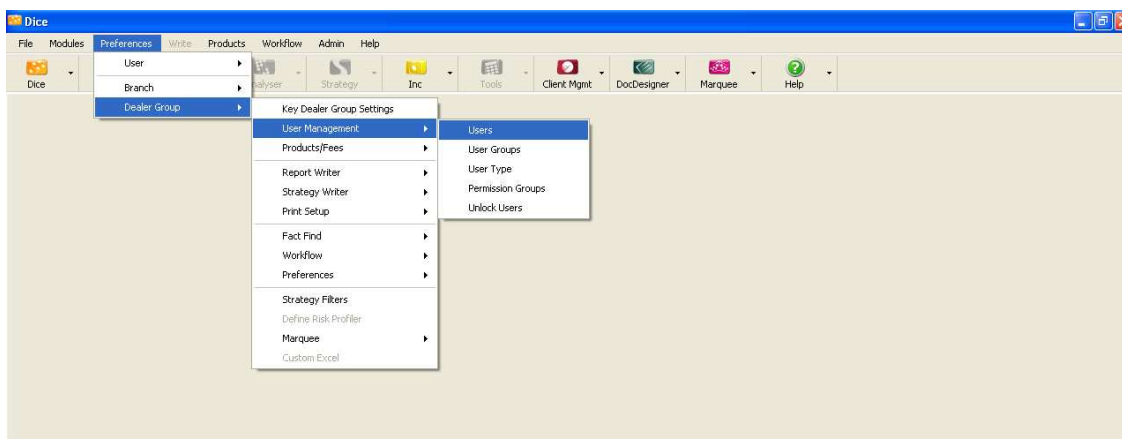 Dice
File Modules Preferences Write Products Workflow Admin Help
Dice nalyser Strategy Inc Tools Client Mgmt DocDesigner Marquee Help
User
Branch
Dealer Group
Key Dealer Group Settings
User Management
Products/Fees
Report Writer
Strategy Writer
Print Setup
Fact Find
Workflow
Preferences
Strategy Filters
Define Risk Profiler
Marquee
Custom Excel
Users
User Groups
User Type
Permission Groups
Unlock Users